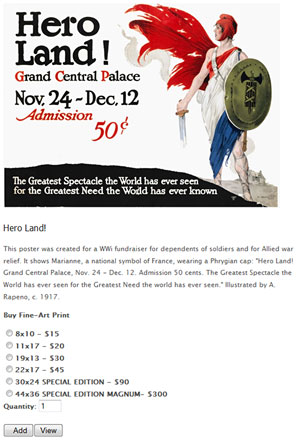 Hero
Land!
Grand Central Palace
Nov. 24 ~ Dec. 12
Admission
50¢
The Greatest Spectacle the World has ever seen
for the Greatest Need the World has ever known
Hero Land!
This poster was created for a WWI fundraiser for dependents of soldiers and for Allied war
relief. It shows Marianne, a national symbol of France, wearing a Phrygian cap: "Hero Land!
Grand Central Palace, Nov. 24 - Dec. 12. Admission 50 cents. The Greatest Spectacle the
World has ever seen for the Greatest Need the world has ever seen." Illustrated by A.
Rapeno, c. 1917.
Buy Fine-Art Print
8x10 - $15
11x17 - $20
19x13 - $30
22x17 - $45
30x24 SPECIAL EDITION - $90
44x36 SPECIAL EDITION MAGNUM- $300
Quantity: 1
Add View